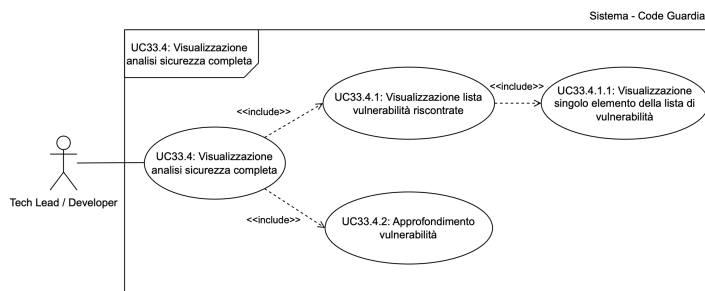 Sistema - Code Guardia
UC33.4: Visualizzazione
analisi sicurezza completa
<<include>>
UC33.4.1: Visualizzazione lista
vulnerabilità riscontrate
<<include>>
UC33.4.1.1: Visualizzazione
singolo elemento della lista di
vulnerabilità
UC33.4: Visualizzazione
analisi sicurezza completa
Tech Lead / Developer
<<include>>
UC33.4.2: Approfondimento
vulnerabilità